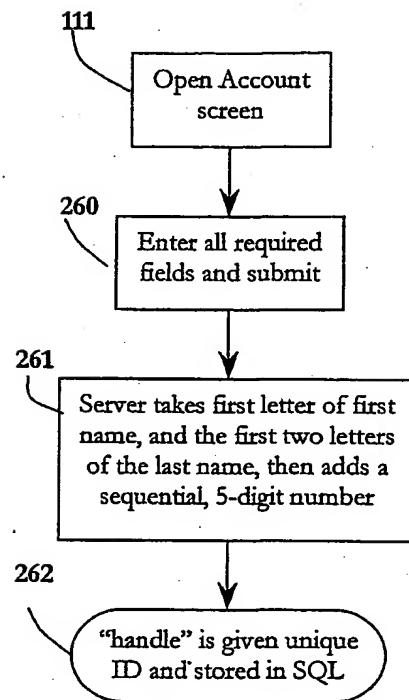 111
Open Account
screen
260
Enter all required
fields and submit
261
Server takes first letter of first
name, and the first two letters
of the last name, then adds a
sequential, 5-digit number
262
"handle" is given unique
ID and stored in SQL